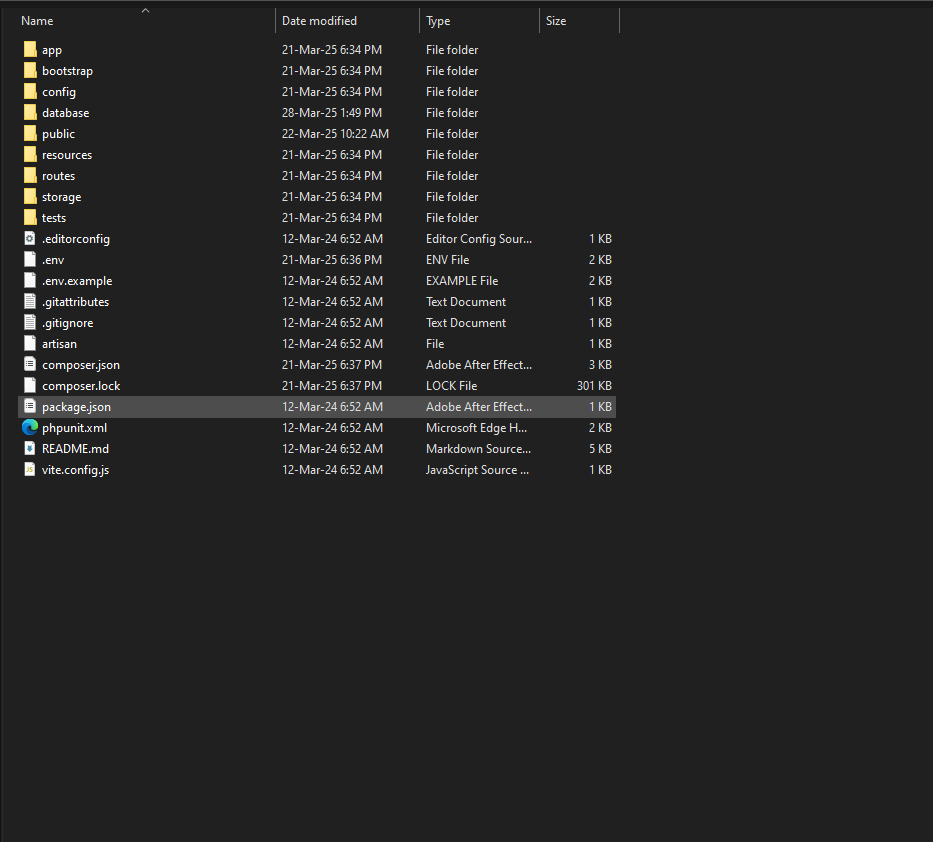 Name Date modified Type Size
app 21-Mar-25 6:34 PM File folder
bootstrap 21-Mar-25 6:34 PM File folder
config 21-Mar-25 6:34 PM File folder
database 28-Mar-25 1:49 PM File folder
public 22-Mar-25 10:22 AM File folder
resources 21-Mar-25 6:34 PM File folder
routes 21-Mar-25 6:34 PM File folder
storage 21-Mar-25 6:34 PM File folder
tests 21-Mar-25 6:34 PM File folder
.editorconfig 12-Mar-24 6:52 AM Editor Config Sour... 1 KB
.env 21-Mar-25 6:36 PM ENV File 2 KB
.env.example 12-Mar-24 6:52 AM EXAMPLE File 2 KB
.gitattributes 12-Mar-24 6:52 AM Text Document 1 KB
.gitignore 12-Mar-24 6:52 AM Text Document 1 KB
artisan 12-Mar-24 6:52 AM File 1 KB
composer.json 21-Mar-25 6:37 PM Adobe After Effect... 3 KB
composer.lock 21-Mar-25 6:37 PM LOCK File 301 KB
package.json 12-Mar-24 6:52 AM Adobe After Effect... 1 KB
phpunit.xml 12-Mar-24 6:52 AM Microsoft Edge H... 2 KB
README.md 12-Mar-24 6:52 AM Markdown Source... 5 KB
vite.config.js 12-Mar-24 6:52 AM JavaScript Source ... 1 KB